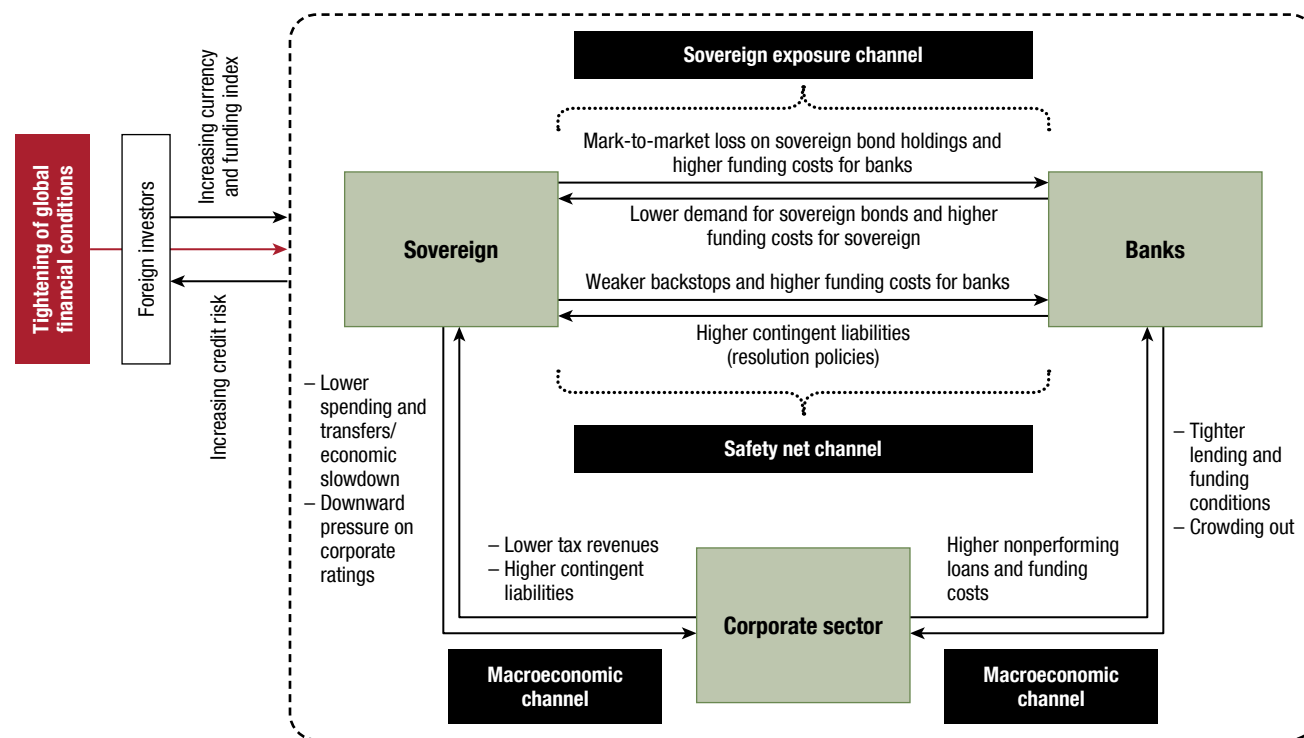 Sovereign exposure channel
Increasing currency
and funding index
Mark-to-market loss on sovereign bond holdings and
higher funding costs for banks
Tightening of global
financial conditions
Foreign investors
Sovereign
Lower demand for sovereign bonds and higher
funding costs for sovereign
Banks
Weaker backstops and higher funding costs for banks
Increasing credit risk
Higher contingent liabilities
(resolution policies)
– Lower
spending and
transfers/
economic
slowdown
– Downward
pressure on
corporate
ratings
Safety net channel
– Tighter
lending and
funding
conditions
– Crowding out
– Lower tax revenues
– Higher contingent
liabilities
Higher nonperforming
loans and funding
costs
Corporate sector
Macroeconomic
channel
Macroeconomic
channel